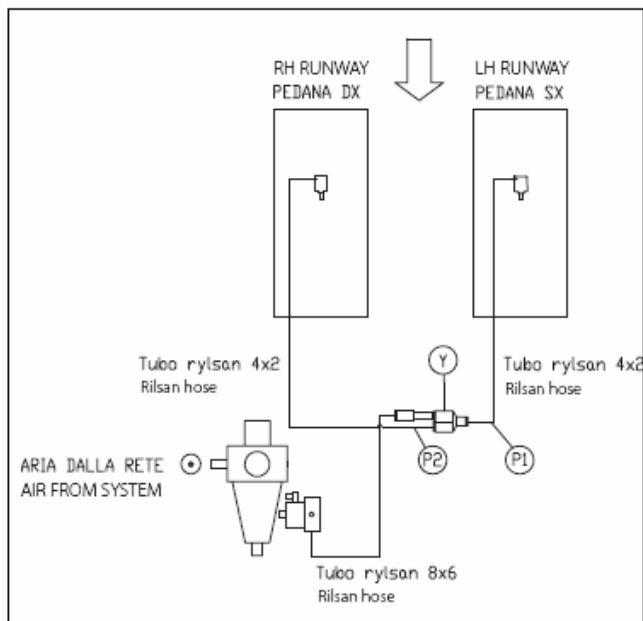 RH RUNWAY
PEDANA DX
LH RUNWAY
PEDANA SX
Tubo rylsan 4x2
Rilsan hose
Y
Tubo rylsan 4x2
Rilsan hose
P2
P1
ARIA DALLA RETE
AIR FROM SYSTEM
Tubo rylsan 8x6
Rilsan hose